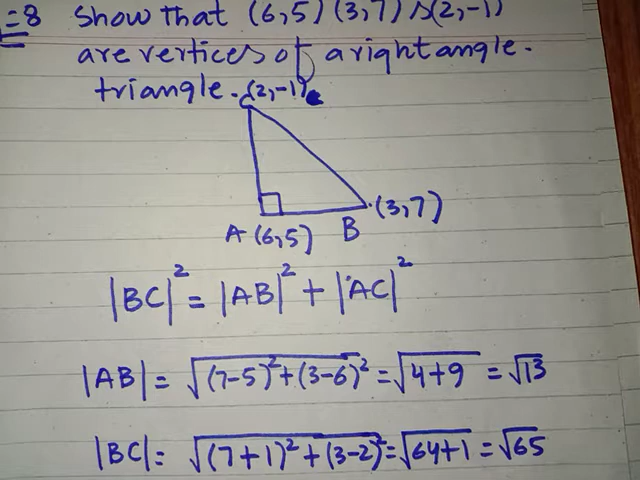 =8 Show that (6,5) (3,7) & (2,-1)
are vertices of a right angle.
triangle. C (2,-1)
A (6,5) B (3,7)
|BC|² = |AB|² + |AC|²
|AB| = √(7-5)²+(3-6)² = √4+9 = √13
|BC| = √(7+1)²+(3-2)² = √64+1 = √65